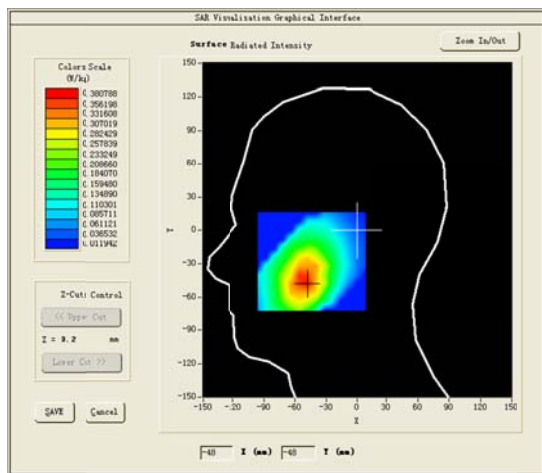 SAR Visualisation Graphical Interface
Surface Radiated Intensity
Zoom In/Out
Colors Scale
(W/kg)
0.380788
0.356198
0.331608
0.307019
0.282429
0.257839
0.233249
0.208660
0.184070
0.159480
0.134890
0.110301
0.085711
0.061121
0.036532
0.011942
150
120
90
60
30
0
-30
-60
-90
-120
-150
Y
-150 -120 -90 -60 -30 0 30 60 90 120 150
X
Z-Cut: Control
<< Upper Cut
Z = 9.2 mm
Lower Cut >>
SAVE Cancel
-48 X (mm) -48 Y (mm)